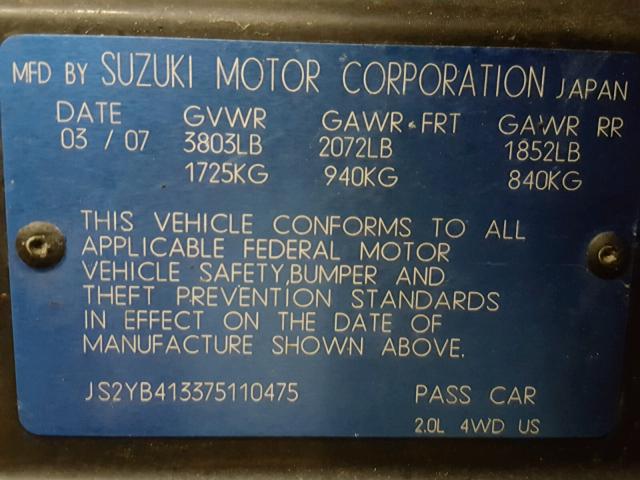 MFD BY SUZUKI MOTOR CORPORATION JAPAN
DATE GVWR GAWR FRT GAWR RR
03 / 07 3803LB 2072LB 1852LB
1725KG 940KG 840KG
THIS VEHICLE CONFORMS TO ALL
APPLICABLE FEDERAL MOTOR
VEHICLE SAFETY,BUMPER AND
THEFT PREVENTION STANDARDS
IN EFFECT ON THE DATE OF
MANUFACTURE SHOWN ABOVE.
JS2YB413375110475 PASS CAR
2.0L 4WD US